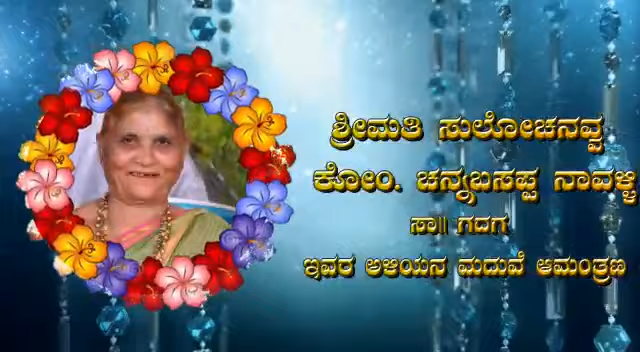 ಶ್ರೀಮತಿ ಸುಲೋಚನವ್ವ
ಕೋಂ. ಚನ್ನಬಸಪ್ಪ ನಾವಳ್ಳಿ
ಸಾ|| ಗದಗ
ಇವರ ಅಳಿಯನ ಮದುವೆ ಆಮಂತ್ರಣ